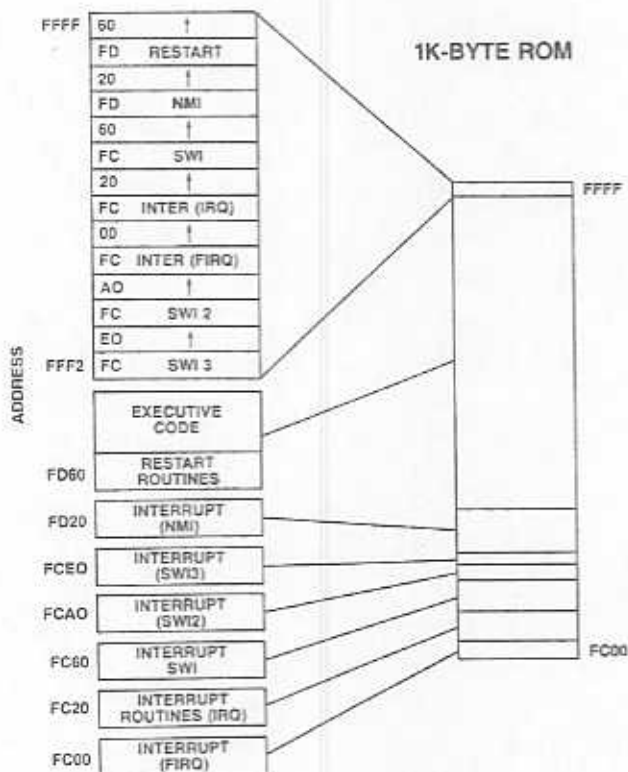 1K-BYTE ROM
FFFF 60 ↑
FD RESTART
20 ↑
FD NMI
60 ↑
FC SWI
20 ↑
FC INTER (IRQ)
00 ↑
FC INTER (FIRQ)
AO ↑
FC SWI 2
EO ↑
FFF2 FC SWI 3
ADDRESS
EXECUTIVE
CODE
FD60 RESTART
ROUTINES
FD20 INTERRUPT
(NMI)
FCEO INTERRUPT
(SWI3)
FCAO INTERRUPT
(SWI2)
FC60 INTERRUPT
SWI
FC20 INTERRUPT
ROUTINES (IRQ)
FC00 INTERRUPT
(FIRQ)
FFFF
FC00